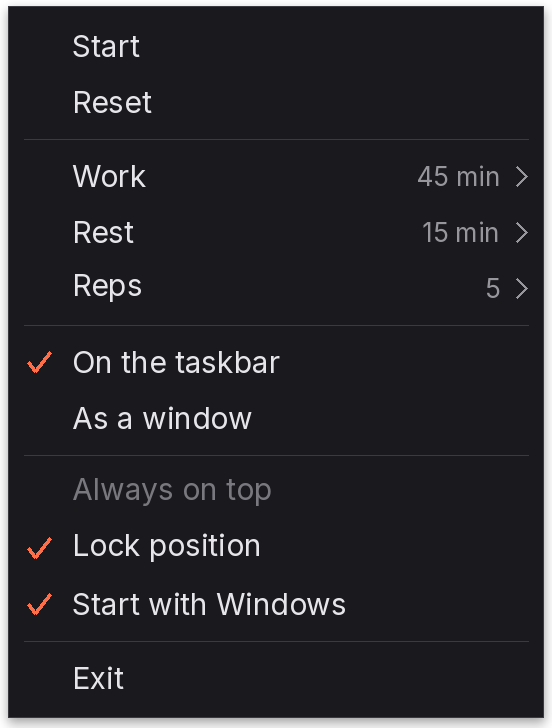 Start
Reset
Work 45 min
Rest 15 min
Reps 5
On the taskbar
As a window
Always on top
Lock position
Start with Windows
Exit